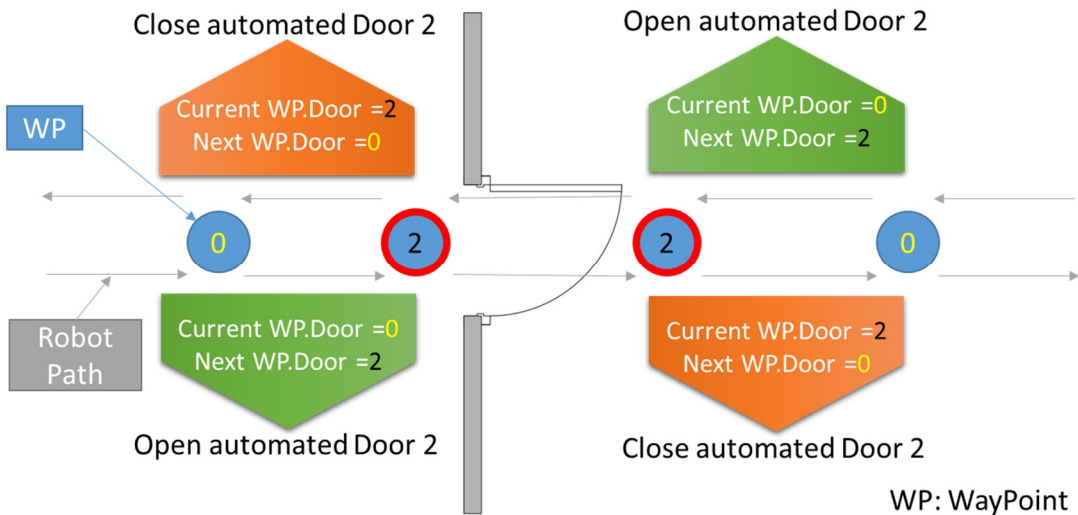 Close automated Door 2
Open automated Door 2
Current WP.Door =2
Next WP.Door =0
Current WP.Door =0
Next WP.Door =2
WP
0
2
2
0
Robot
Path
Current WP.Door =0
Next WP.Door =2
Current WP.Door =2
Next WP.Door =0
Open automated Door 2
Close automated Door 2
WP: WayPoint